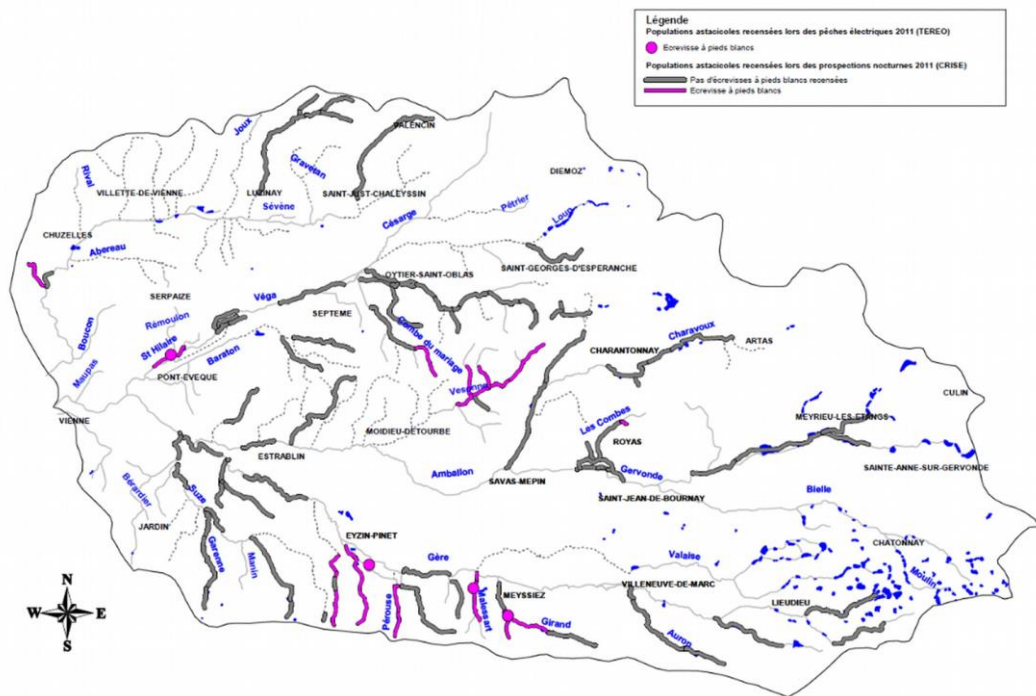 Légende
Populations astacicoles recensées lors des pêches électriques 2011 (TEREO)
Ecrevisse à pieds blancs
Populations astacicoles recensées lors des prospections nocturnes 2011 (CRISE)
Pas d'écrevisses à pieds blancs recensées
Ecrevisse à pieds blancs
Joux
PALENCIN
Gravetan
Rival
VILLETTE-DE-VIENNE
LUZINAY
SAINT-JUST-CHALEYSSIN
DIEMOZ
Sévène
Pétrier
Loup
Césarge
CHUZELLES
Abereau
OYTIER-SAINT-OBLAS
SAINT-GEORGES-D'ESPERANCHE
SERPAIZE
Véga
Rémoulon
SEPTEME
Boucon
St Hilaire
Baraton
Combe du mariage
Charavoux
ARTAS
CHARANTONNAY
Maupas
PONT-EVEQUE
Vesonne
CULIN
VIENNE
Les Combes
MEYRIEU-LES-ETANGS
MOIDIEU-DETOURBE
ROYAS
ESTRABLIN
Amballon
SAVAS-MEPIN
Gervonde
SAINTE-ANNE-SUR-GERVONDE
Bérardier
Suze
SAINT-JEAN-DE-BOURNAY
Bielle
JARDIN
EYZIN-PINET
Garenne
Manin
Gère
Valaise
CHATONNAY
Moulin
VILLENEUVE-DE-MARC
Pérouse
Malessart
MEYSSIEZ
Girand
LIEUDIEU
Auron
N
W E
S